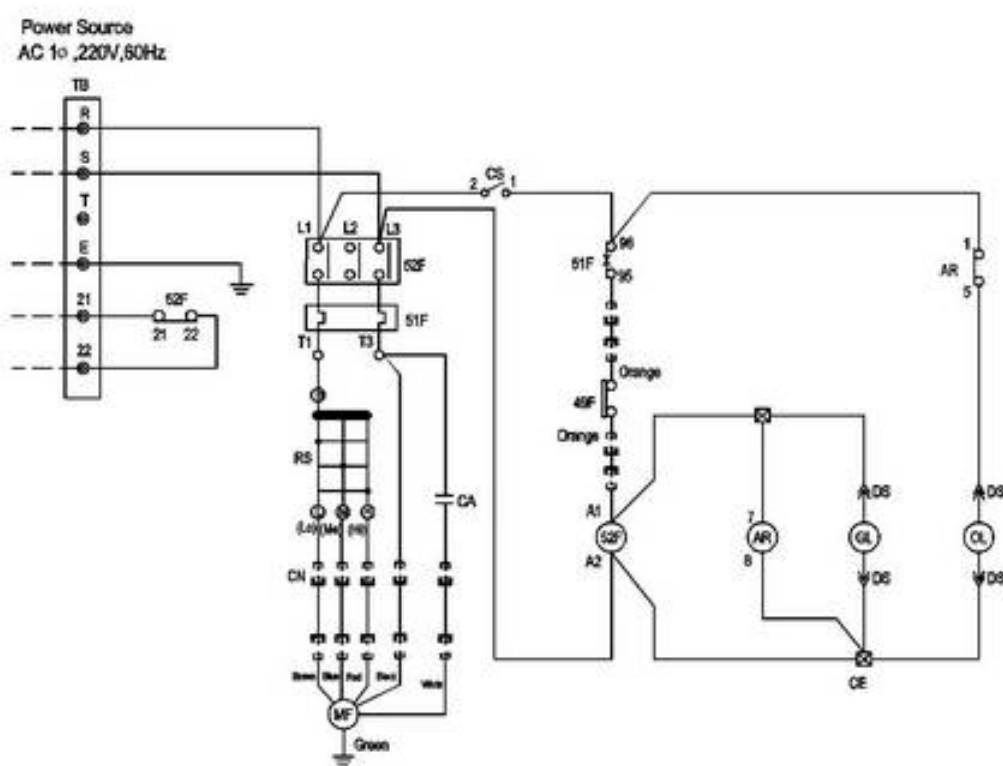 Power Source
AC 1○ ,220V,60Hz
TB
R
S
T
E
21
22
52F
21 22
L1 L2 L3
52F
51F
T1 T3
RS
(Lo) (Me) (Hi)
CN
CA
Brown Blue Red Black White
MF
Green
2 CS 1
96
51F
95
Orange
49F
Orange
A1
52F
A2
7
AR
8
GL
DS
DS
1
AR
5
DS
OL
DS
CE